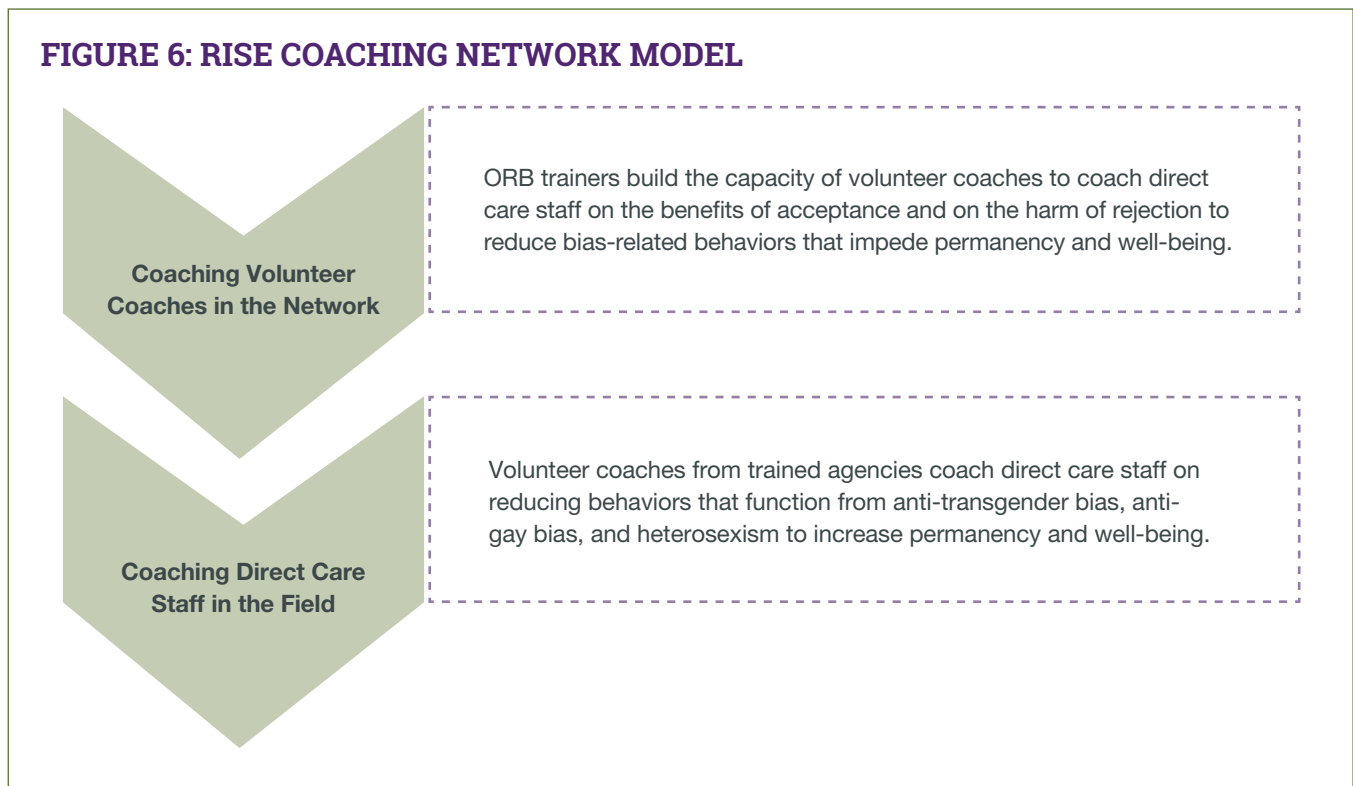 FIGURE 6: RISE COACHING NETWORK MODEL
Coaching Volunteer
Coaches in the Network
ORB trainers build the capacity of volunteer coaches to coach direct
care staff on the benefits of acceptance and on the harm of rejection to
reduce bias-related behaviors that impede permanency and well-being.
Coaching Direct Care
Staff in the Field
Volunteer coaches from trained agencies coach direct care staff on
reducing behaviors that function from anti-transgender bias, anti-
gay bias, and heterosexism to increase permanency and well-being.